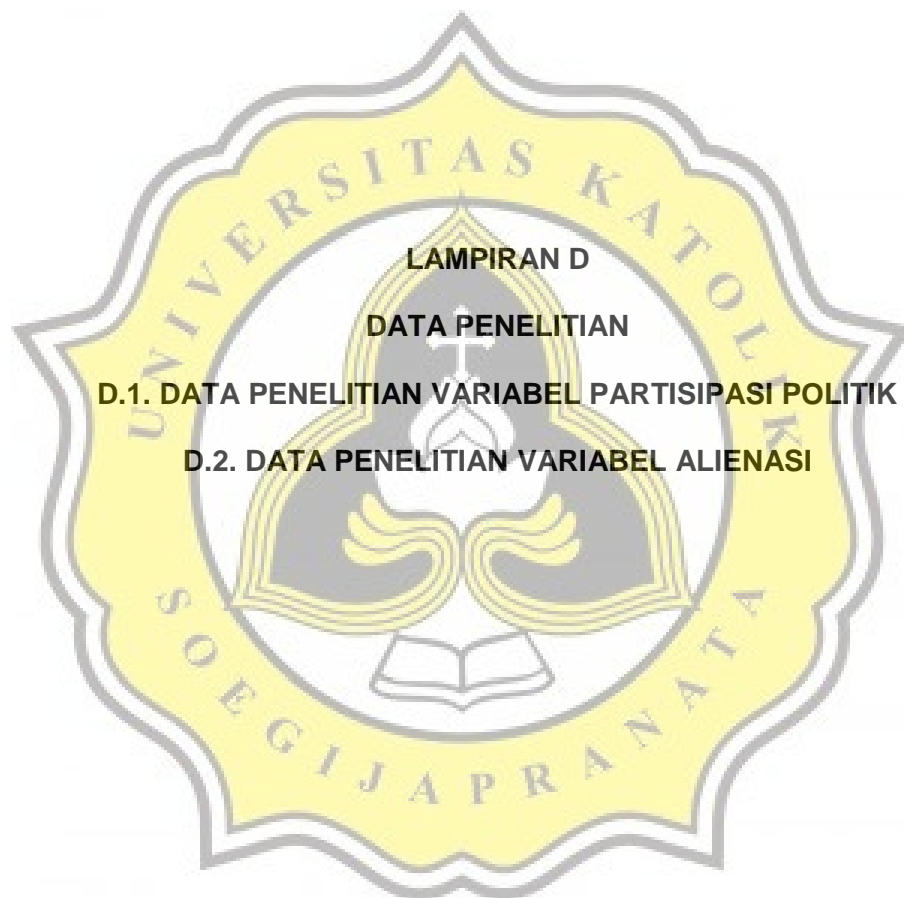 UNIVERSITAS KATOLIK
LAMPIRAN D
DATA PENELITIAN
D.1. DATA PENELITIAN VARIABEL PARTISIPASI POLITIK
D.2. DATA PENELITIAN VARIABEL ALIENASI
SOEGIJAPRANATA